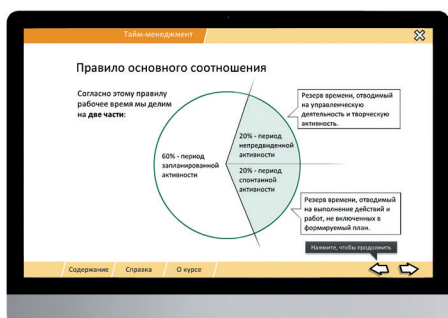 Тайм-менеджмент
Правило основного соотношения
Согласно этому правилу
рабочее время мы делим
на две части:
60% - период
запланированной
активности
20% - период
непредвиденной
активности
20% - период
спонтанной
активности
Резерв времени, отводимый
на управленческую
деятельность и творческую
активность.
Резерв времени, отводимый
на выполнение действий и
работ, не включенных в
формируемый план.
Нажмите, чтобы продолжить
Содержание
Справка
О курсе